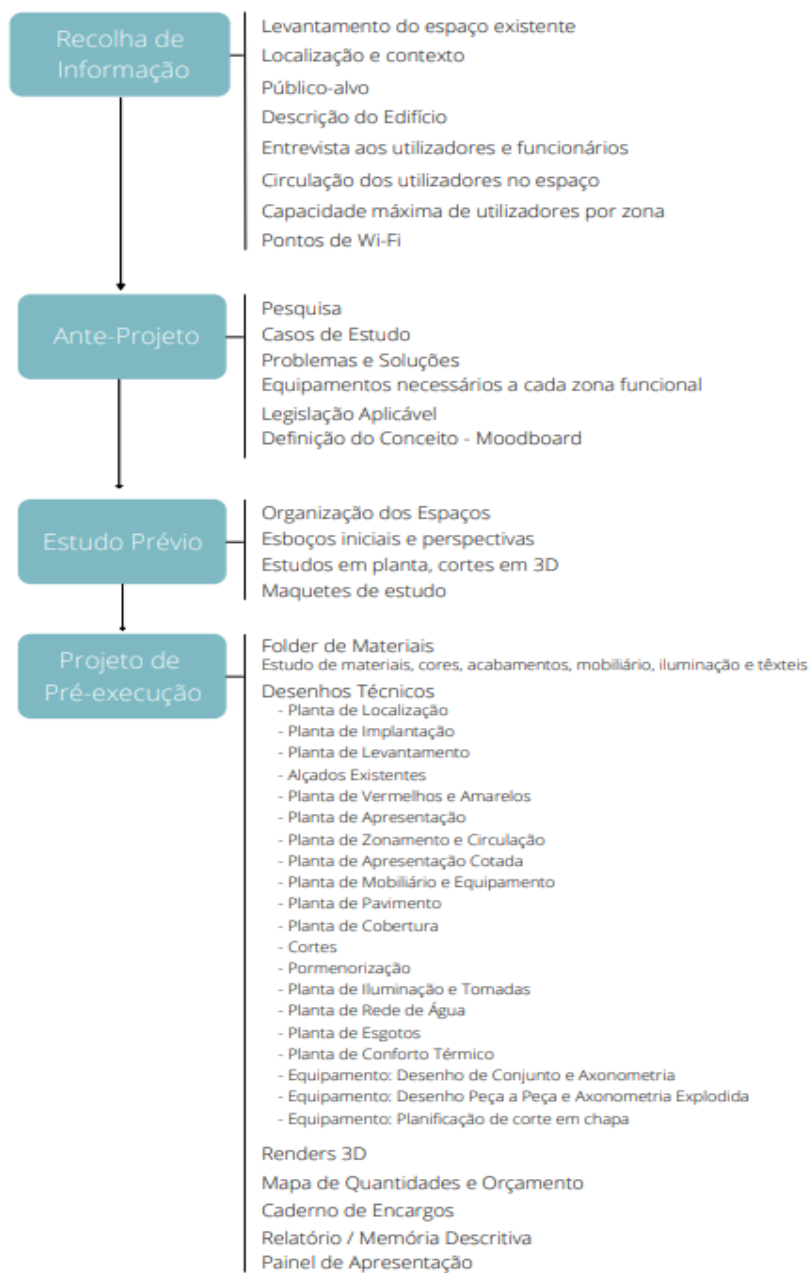 Recolha de
Informação
Levantamento do espaço existente
Localização e contexto
Público-alvo
Descrição do Edifício
Entrevista aos utilizadores e funcionários
Circulação dos utilizadores no espaço
Capacidade máxima de utilizadores por zona
Pontos de Wi-Fi
Ante-Projeto
Pesquisa
Casos de Estudo
Problemas e Soluções
Equipamentos necessários a cada zona funcional
Legislação Aplicável
Definição do Conceito - Moodboard
Estudo Prévio
Organização dos Espaços
Esboços iniciais e perspectivas
Estudos em planta, cortes em 3D
Maquetes de estudo
Projeto de
Pré-execução
Folder de Materiais
Estudo de materiais, cores, acabamentos, mobiliário, iluminação e têxteis
Desenhos Técnicos
- Planta de Localização
- Planta de Implantação
- Planta de Levantamento
- Alçados Existentes
- Planta de Vermelhos e Amarelos
- Planta de Apresentação
- Planta de Zonamento e Circulação
- Planta de Apresentação Cotada
- Planta de Mobiliário e Equipamento
- Planta de Pavimento
- Planta de Cobertura
- Cortes
- Pormenorização
- Planta de Iluminação e Tomadas
- Planta de Rede de Água
- Planta de Esgotos
- Planta de Conforto Térmico
- Equipamento: Desenho de Conjunto e Axonometria
- Equipamento: Desenho Peça a Peça e Axonometria Explodida
- Equipamento: Planificação de corte em chapa
Renders 3D
Mapa de Quantidades e Orçamento
Caderno de Encargos
Relatório / Memória Descritiva
Painel de Apresentação